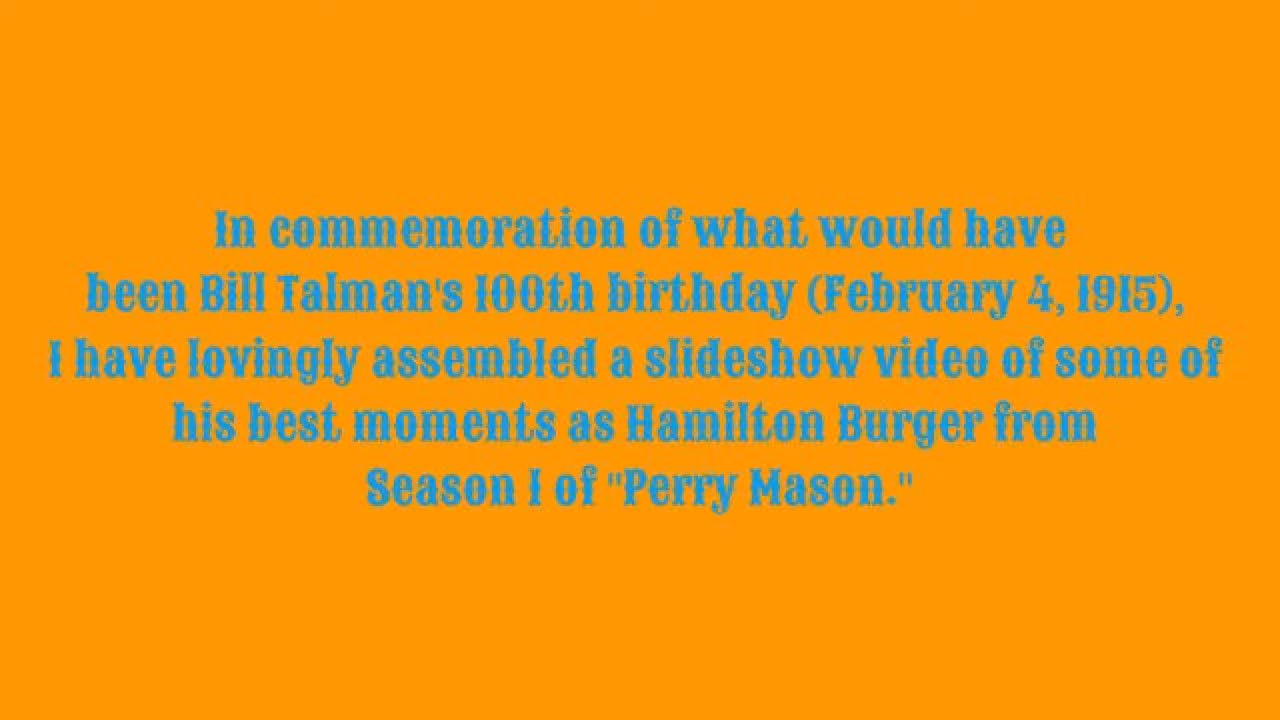 In commemoration of what would have
been Bill Talman's 100th birthday (February 4, 1915),
I have lovingly assembled a slideshow video of some of
his best moments as Hamilton Burger from
Season 1 of "Perry Mason."